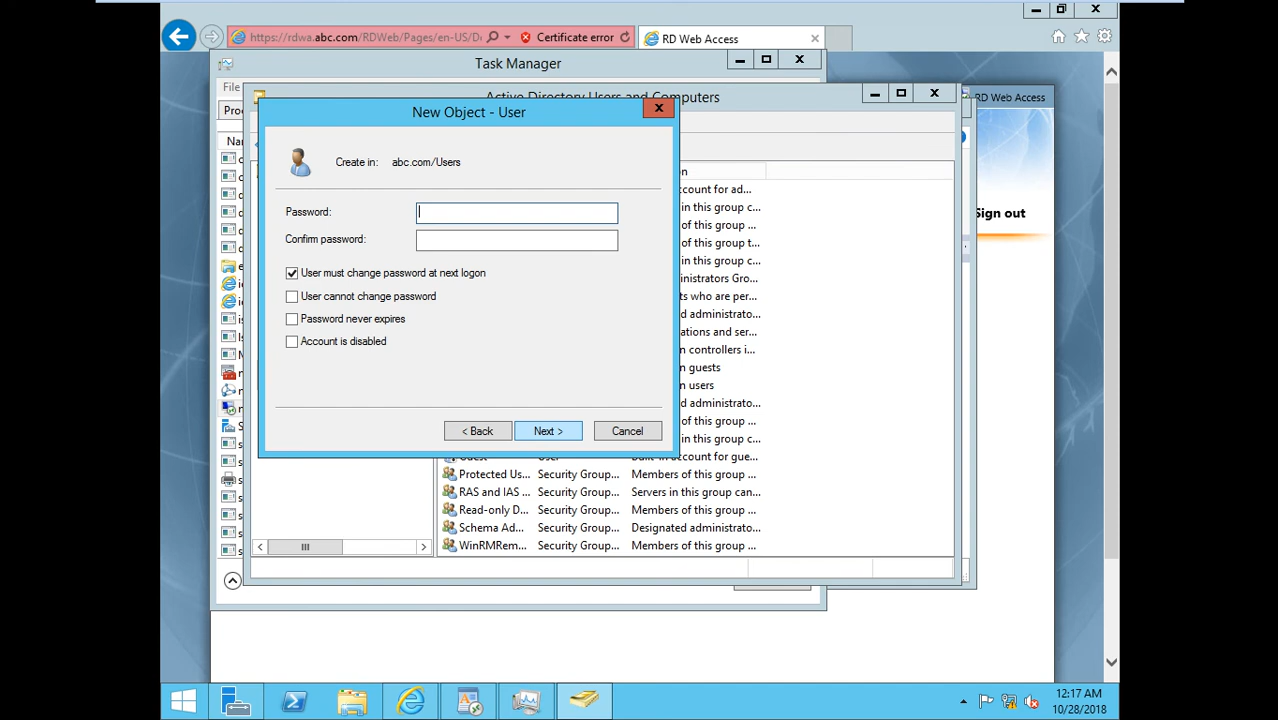 https://rdwa.abc.com/RDWeb/Pages/en-US/D
Certificate error
RD Web Access
Task Manager
File
Active Directory Users and Computers
RD Web Access
New Object - User
Create in: abc.com/Users
Password:
Confirm password:
User must change password at next logon
User cannot change password
Password never expires
Account is disabled
< Back
Next >
Cancel
Sign out
count for ad...
in this group c...
of this group ...
of this group t...
in this group c...
ministrators Gro...
ts who are per...
d administrato...
ations and ser...
n controllers i...
n guests
n users
d administrato...
of this group ...
in this group c...
Guest User Built-in account for gue...
Protected Us... Security Group... Members of this group ...
RAS and IAS ... Security Group... Servers in this group can...
Read-only D... Security Group... Members of this group ...
Schema Ad... Security Group... Designated administrato...
WinRMRem... Security Group... Members of this group ...
12:17 AM
10/28/2018